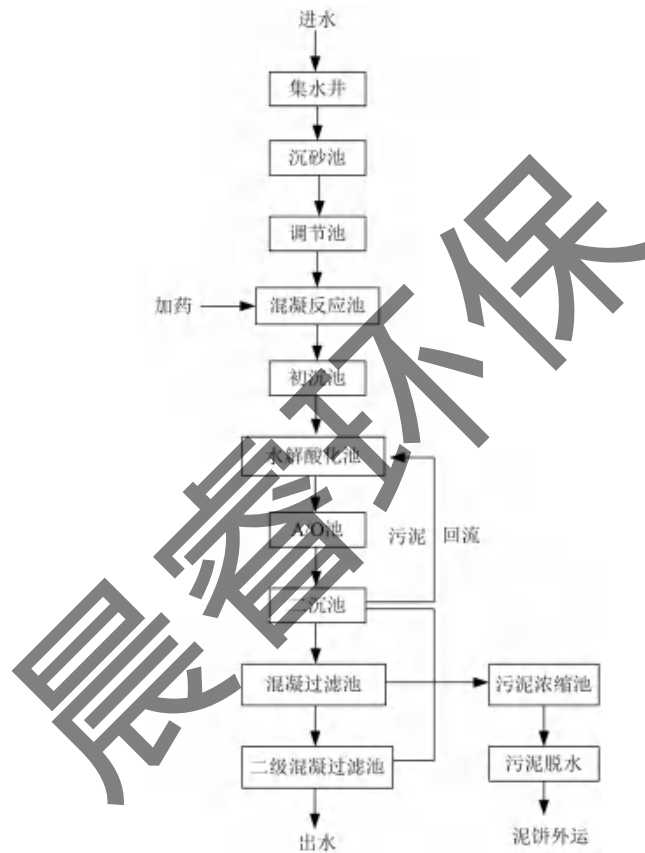 进水
集水井
沉砂池
调节池
加药
混凝反应池
初沉池
水解酸化池
A/O池
污泥 回流
二沉池
混凝过滤池
污泥浓缩池
二级混凝过滤池
污泥脱水
出水
泥饼外运
晨睿环保